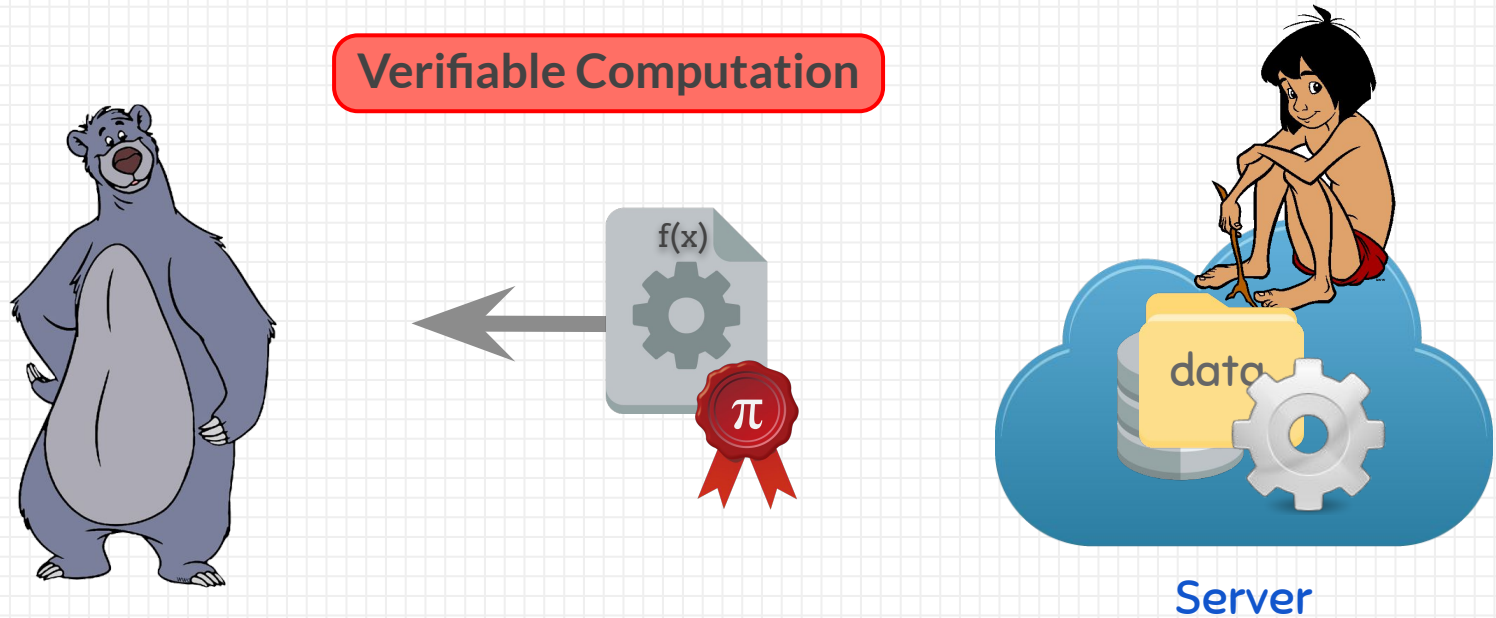 Verifiable Computation
f(x)
π
data
Server